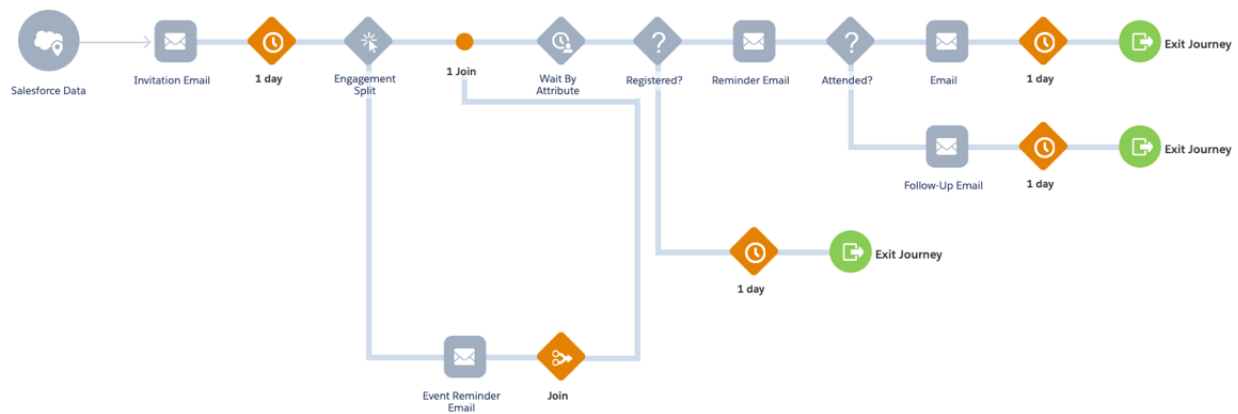 Salesforce Data
Invitation Email
1 day
Engagement
Split
1 Join
Wait By
Attribute
Registered?
Reminder Email
Attended?
Email
1 day
Exit Journey
Follow-Up Email
1 day
Exit Journey
1 day
Exit Journey
Event Reminder
Email
Join